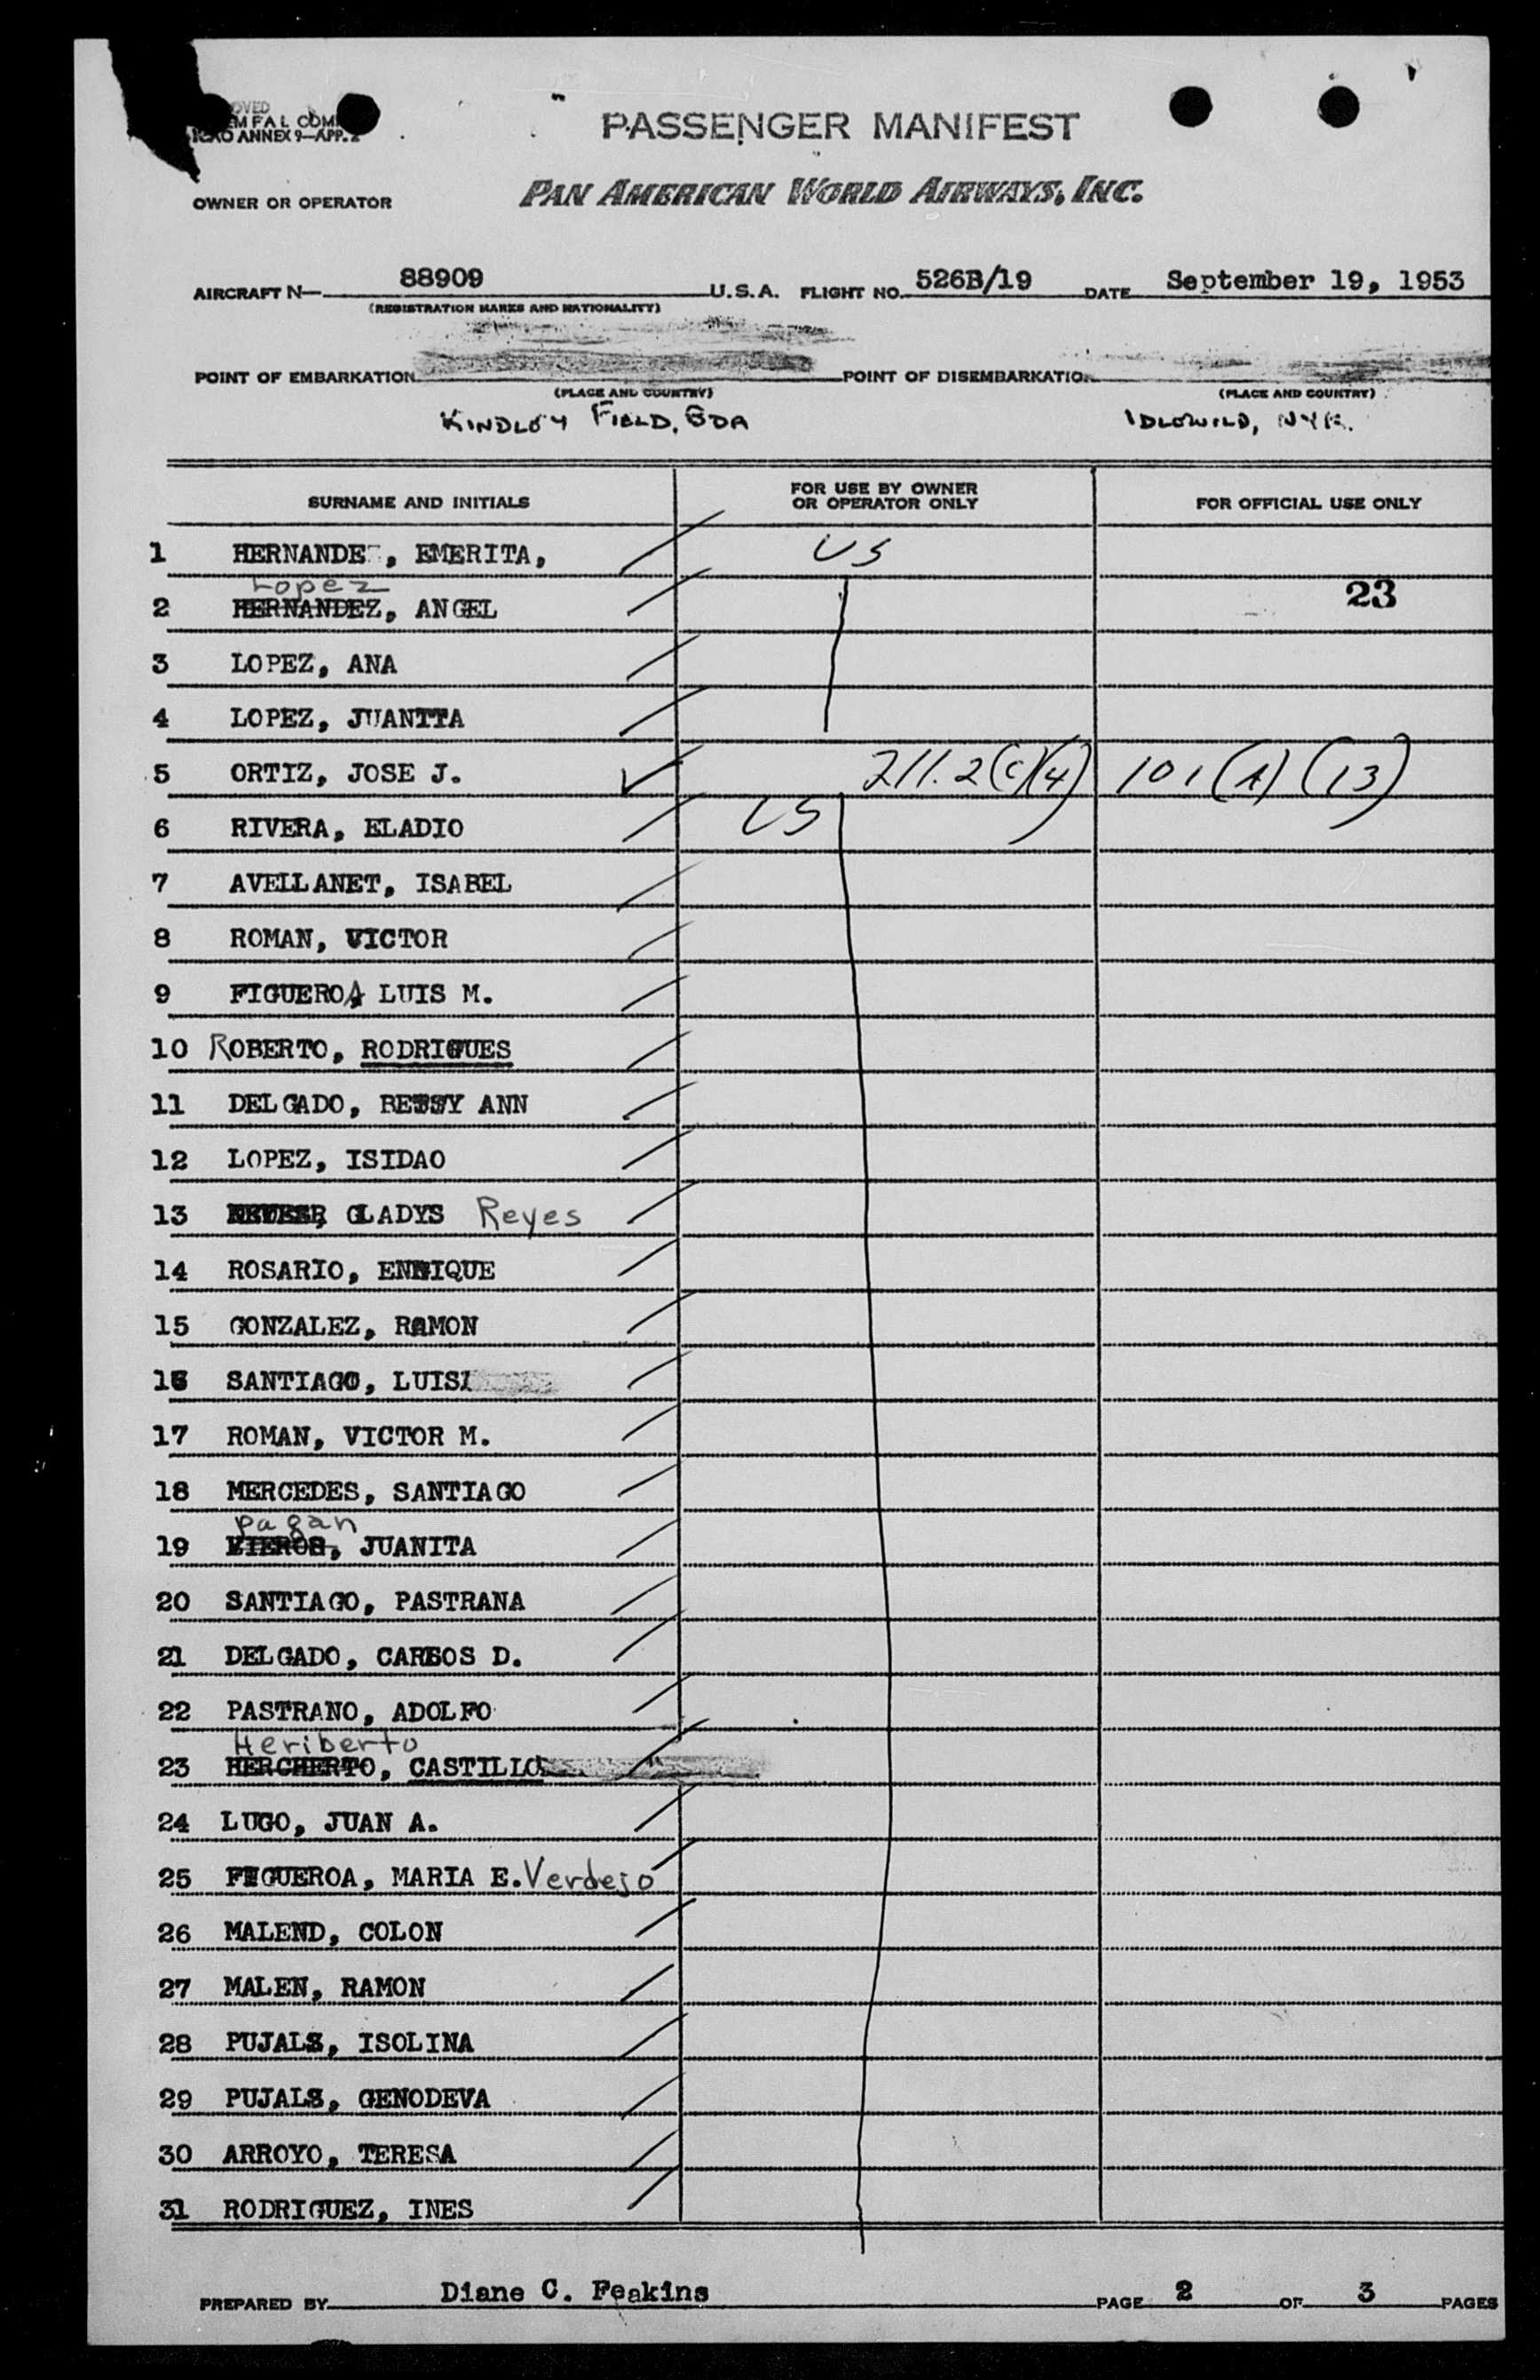 OVED
M FAL COM
ICAO ANNEX 9—APP. 2
PASSENGER MANIFEST
OWNER OR OPERATOR PAN AMERICAN WORLD AIRWAYS, INC.
AIRCRAFT N— 88909 U.S.A. FLIGHT NO. 526B/19 DATE September 19, 1953
(REGISTRATION MARKS AND NATIONALITY)
POINT OF EMBARKATION POINT OF DISEMBARKATION
(PLACE AND COUNTRY) (PLACE AND COUNTRY)
KINDLEY FIELD, BDA IDLEWILD, NYK.
SURNAME AND INITIALS FOR USE BY OWNER OR OPERATOR ONLY FOR OFFICIAL USE ONLY
1 HERNANDE , EMERITA, US
Lopez
2 HERNANDEZ, ANGEL 23
3 LOPEZ, ANA
4 LOPEZ, JUANITA
5 ORTIZ, JOSE J. 211.2(c)(4) 101(A)(13)
6 RIVERA, ELADIO US
7 AVELLANET, ISABEL
8 ROMAN, VICTOR
9 FIGUEROA LUIS M.
10 ROBERTO, RODRIGUES
11 DELGADO, BETSY ANN
12 LOPEZ, ISIDAO
13 GLADYS Reyes
14 ROSARIO, ENRIQUE
15 GONZALEZ, RAMON
16 SANTIAGO, LUIS
17 ROMAN, VICTOR M.
18 MERCEDES, SANTIAGO
Pagan
19 JUANITA
20 SANTIAGO, PASTRANA
21 DELGADO, CARLOS D.
22 PASTRANO, ADOLFO
Heriberto
23 HERCHERTO, CASTILLO
24 LUGO, JUAN A.
25 FIGUEROA, MARIA E. Verdejo
26 MALEND, COLON
27 MALEN, RAMON
28 PUJALS, ISOLINA
29 PUJALS, GENODEVA
30 ARROYO, TERESA
31 RODRIGUEZ, INES
PREPARED BY Diane C. Feakins PAGE 2 OF 3 PAGES